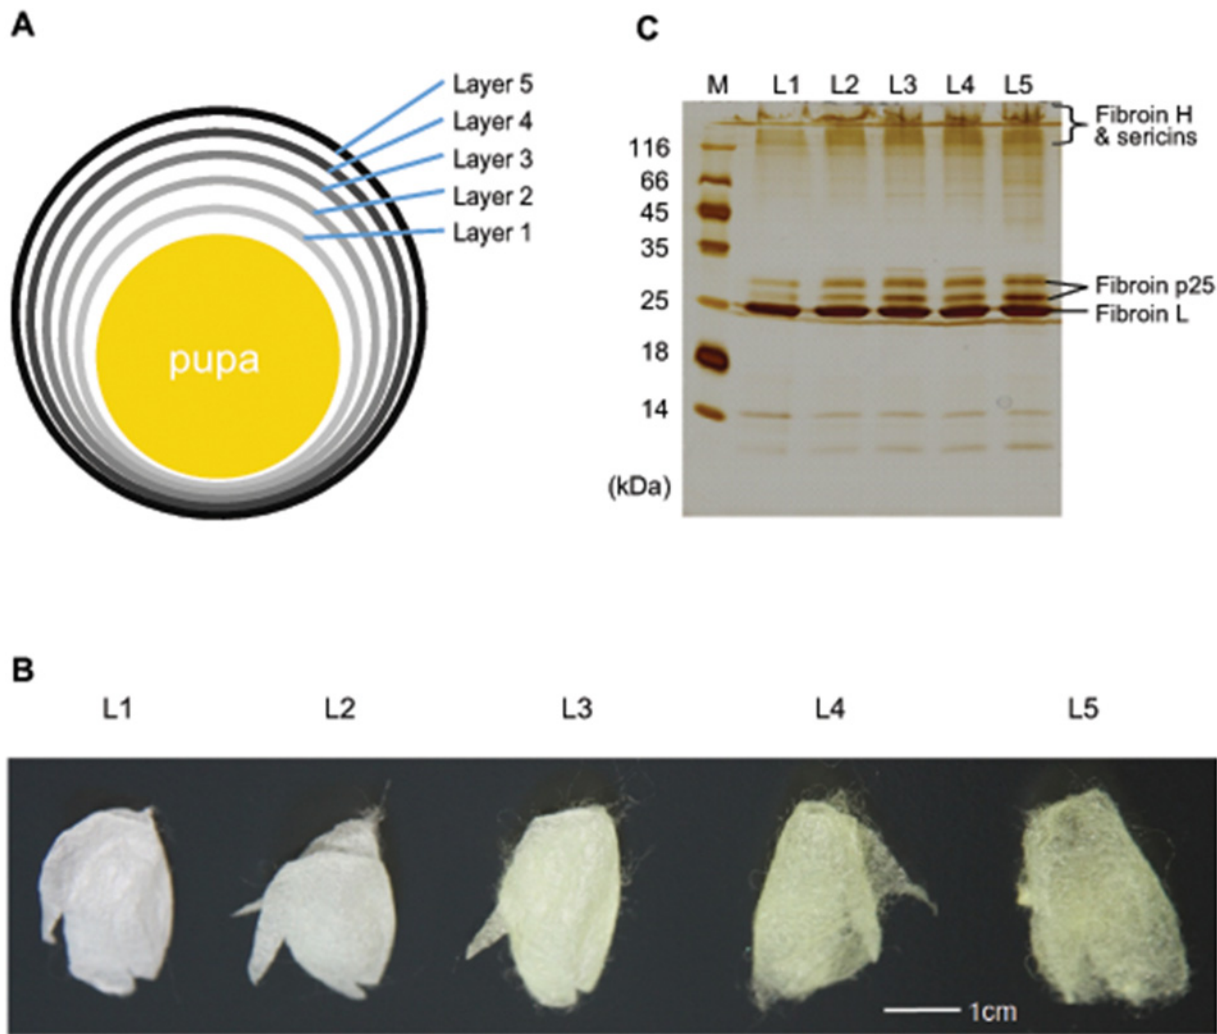 A
Layer 5
Layer 4
Layer 3
Layer 2
Layer 1
pupa
C
M L1 L2 L3 L4 L5
Fibroin H
& sericins
116
66
45
35
25
18
14
(kDa)
Fibroin p25
Fibroin L
B
L1 L2 L3 L4 L5
1cm